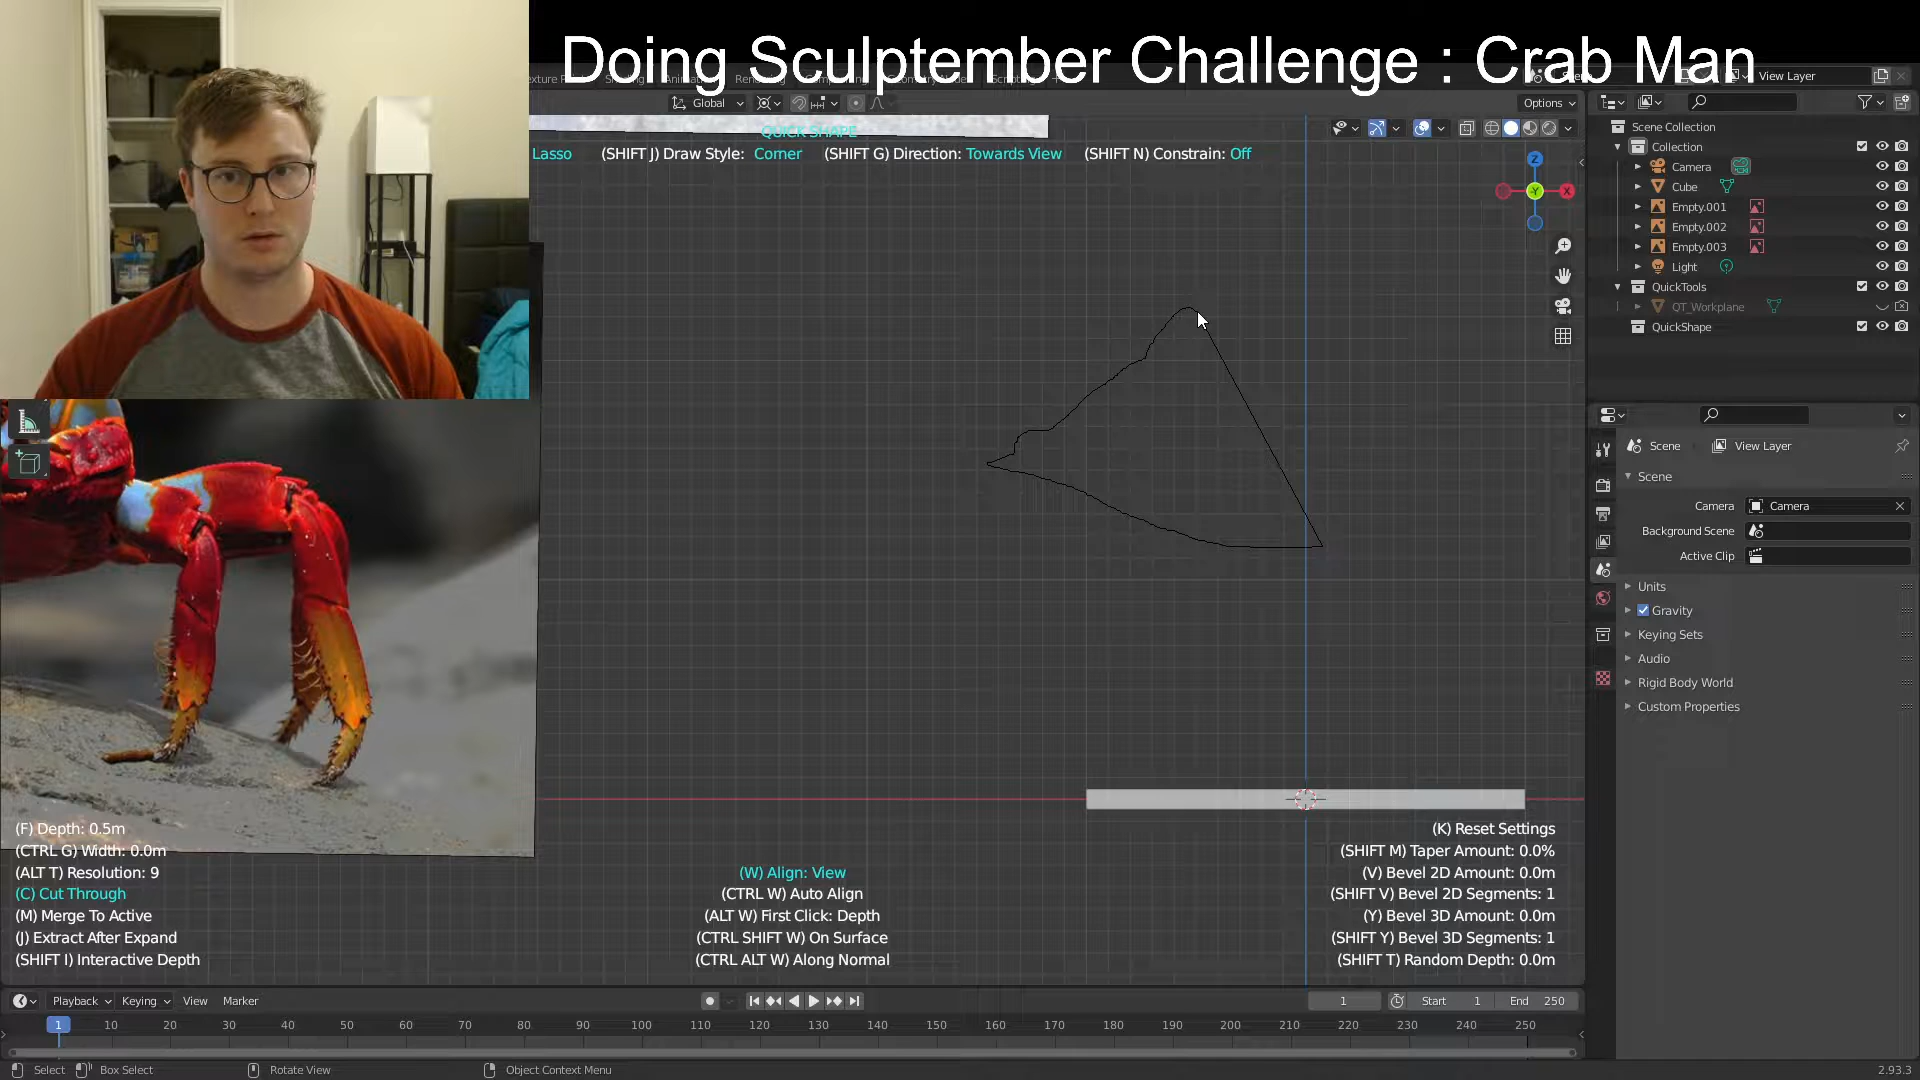 Doing Sculptember Challenge : Crab Man
View Layer
Global
Options
QUICK SHAPE
Lasso (SHIFT J) Draw Style: Corner (SHIFT G) Direction: Towards View (SHIFT N) Constrain: Off
Z
Y
X
Scene Collection
Collection
Camera
Cube
Empty.001
Empty.002
Empty.003
Light
QuickTools
QT_Workplane
QuickShape
Scene View Layer
Scene
Camera Camera
Background Scene
Active Clip
Units
Gravity
Keying Sets
Audio
Rigid Body World
Custom Properties
(F) Depth: 0.5m
(CTRL G) Width: 0.0m
(ALT T) Resolution: 9
(C) Cut Through
(M) Merge To Active
(J) Extract After Expand
(SHIFT I) Interactive Depth
(W) Align: View
(CTRL W) Auto Align
(ALT W) First Click: Depth
(CTRL SHIFT W) On Surface
(CTRL ALT W) Along Normal
(K) Reset Settings
(SHIFT M) Taper Amount: 0.0%
(V) Bevel 2D Amount: 0.0m
(SHIFT V) Bevel 2D Segments: 1
(Y) Bevel 3D Amount: 0.0m
(SHIFT Y) Bevel 3D Segments: 1
(SHIFT T) Random Depth: 0.0m
Playback Keying View Marker 1 Start 1 End 250
1 10 20 30 40 50 60 70 80 90 100 110 120 130 140 150 160 170 180 190 200 210 220 230 240 250
Select Box Select Rotate View Object Context Menu 2.93.3